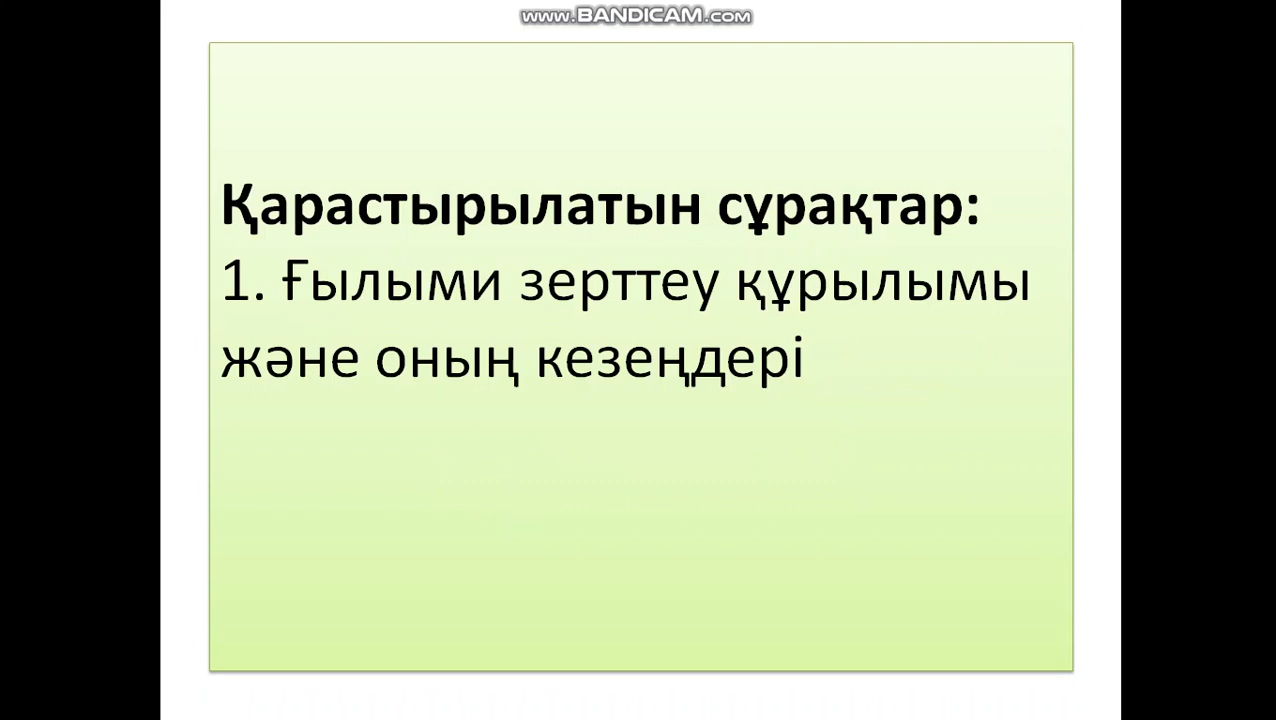 www.BANDICAM.com
Қарастырылатын сұрақтар:
1. Ғылыми зерттеу құрылымы
және оның кезеңдері